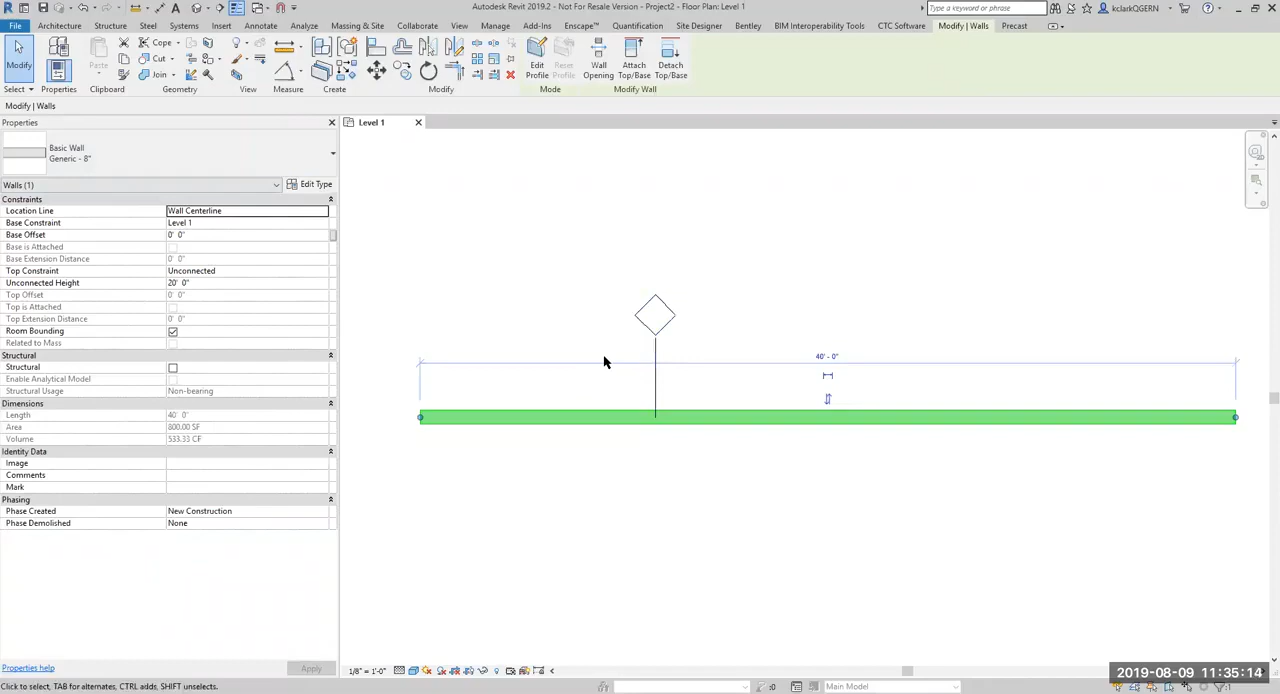 Autodesk Revit 2019.2 - Not For Resale Version - Project2 - Floor Plan: Level 1
Type a keyword or phrase
kclarkQGERN
File Architecture Structure Steel Systems Insert Annotate Analyze Massing & Site Collaborate View Manage Add-Ins Enscape™ Quantification Site Designer Bentley BIM Interoperability Tools CTC Software Modify | Walls Precast
Modify
Paste
Cope
Cut
Join
Edit Profile
Reset Profile
Wall Opening
Attach Top/Base
Detach Top/Base
Select Properties Clipboard Geometry View Measure Create Modify Mode Modify Wall
Modify | Walls
Properties
Level 1
Basic Wall
Generic - 8"
Walls (1)
Edit Type
Constraints
Location Line Wall Centerline
Base Constraint Level 1
Base Offset 0' 0"
Base is Attached
Base Extension Distance 0' 0"
Top Constraint Unconnected
Unconnected Height 20' 0"
Top Offset 0' 0"
Top is Attached
Top Extension Distance 0' 0"
Room Bounding
Related to Mass
Structural
Structural
Enable Analytical Model
Structural Usage Non-bearing
Dimensions
Length 40' 0"
Area 800.00 SF
Volume 533.33 CF
Identity Data
Image
Comments
Mark
Phasing
Phase Created New Construction
Phase Demolished None
40' - 0"
Properties help
Apply
1/8" = 1'-0"
2019-08-09 11:35:14
Click to select, TAB for alternates, CTRL adds, SHIFT unselects.
:0
Main Model
:1